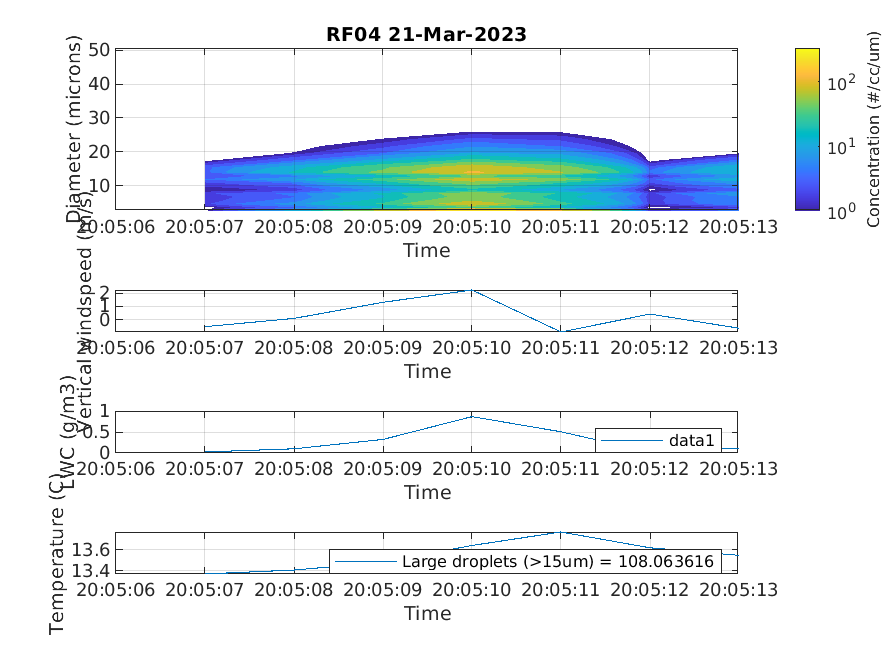 RF04 21-Mar-2023
Diameter (microns)
50
40
30
20
10
20:05:06 20:05:07 20:05:08 20:05:09 20:05:10 20:05:11 20:05:12 20:05:13
Time
10^2
10^1
10^0
Concentration (#/cc/um)
Vertical windspeed (m/s)
2
1
0
20:05:06 20:05:07 20:05:08 20:05:09 20:05:10 20:05:11 20:05:12 20:05:13
Time
LWC (g/m3)
1
0.5
0
data1
20:05:06 20:05:07 20:05:08 20:05:09 20:05:10 20:05:11 20:05:12 20:05:13
Time
Temperature (C)
13.6
13.4
Large droplets (>15um) = 108.063616
20:05:06 20:05:07 20:05:08 20:05:09 20:05:10 20:05:11 20:05:12 20:05:13
Time